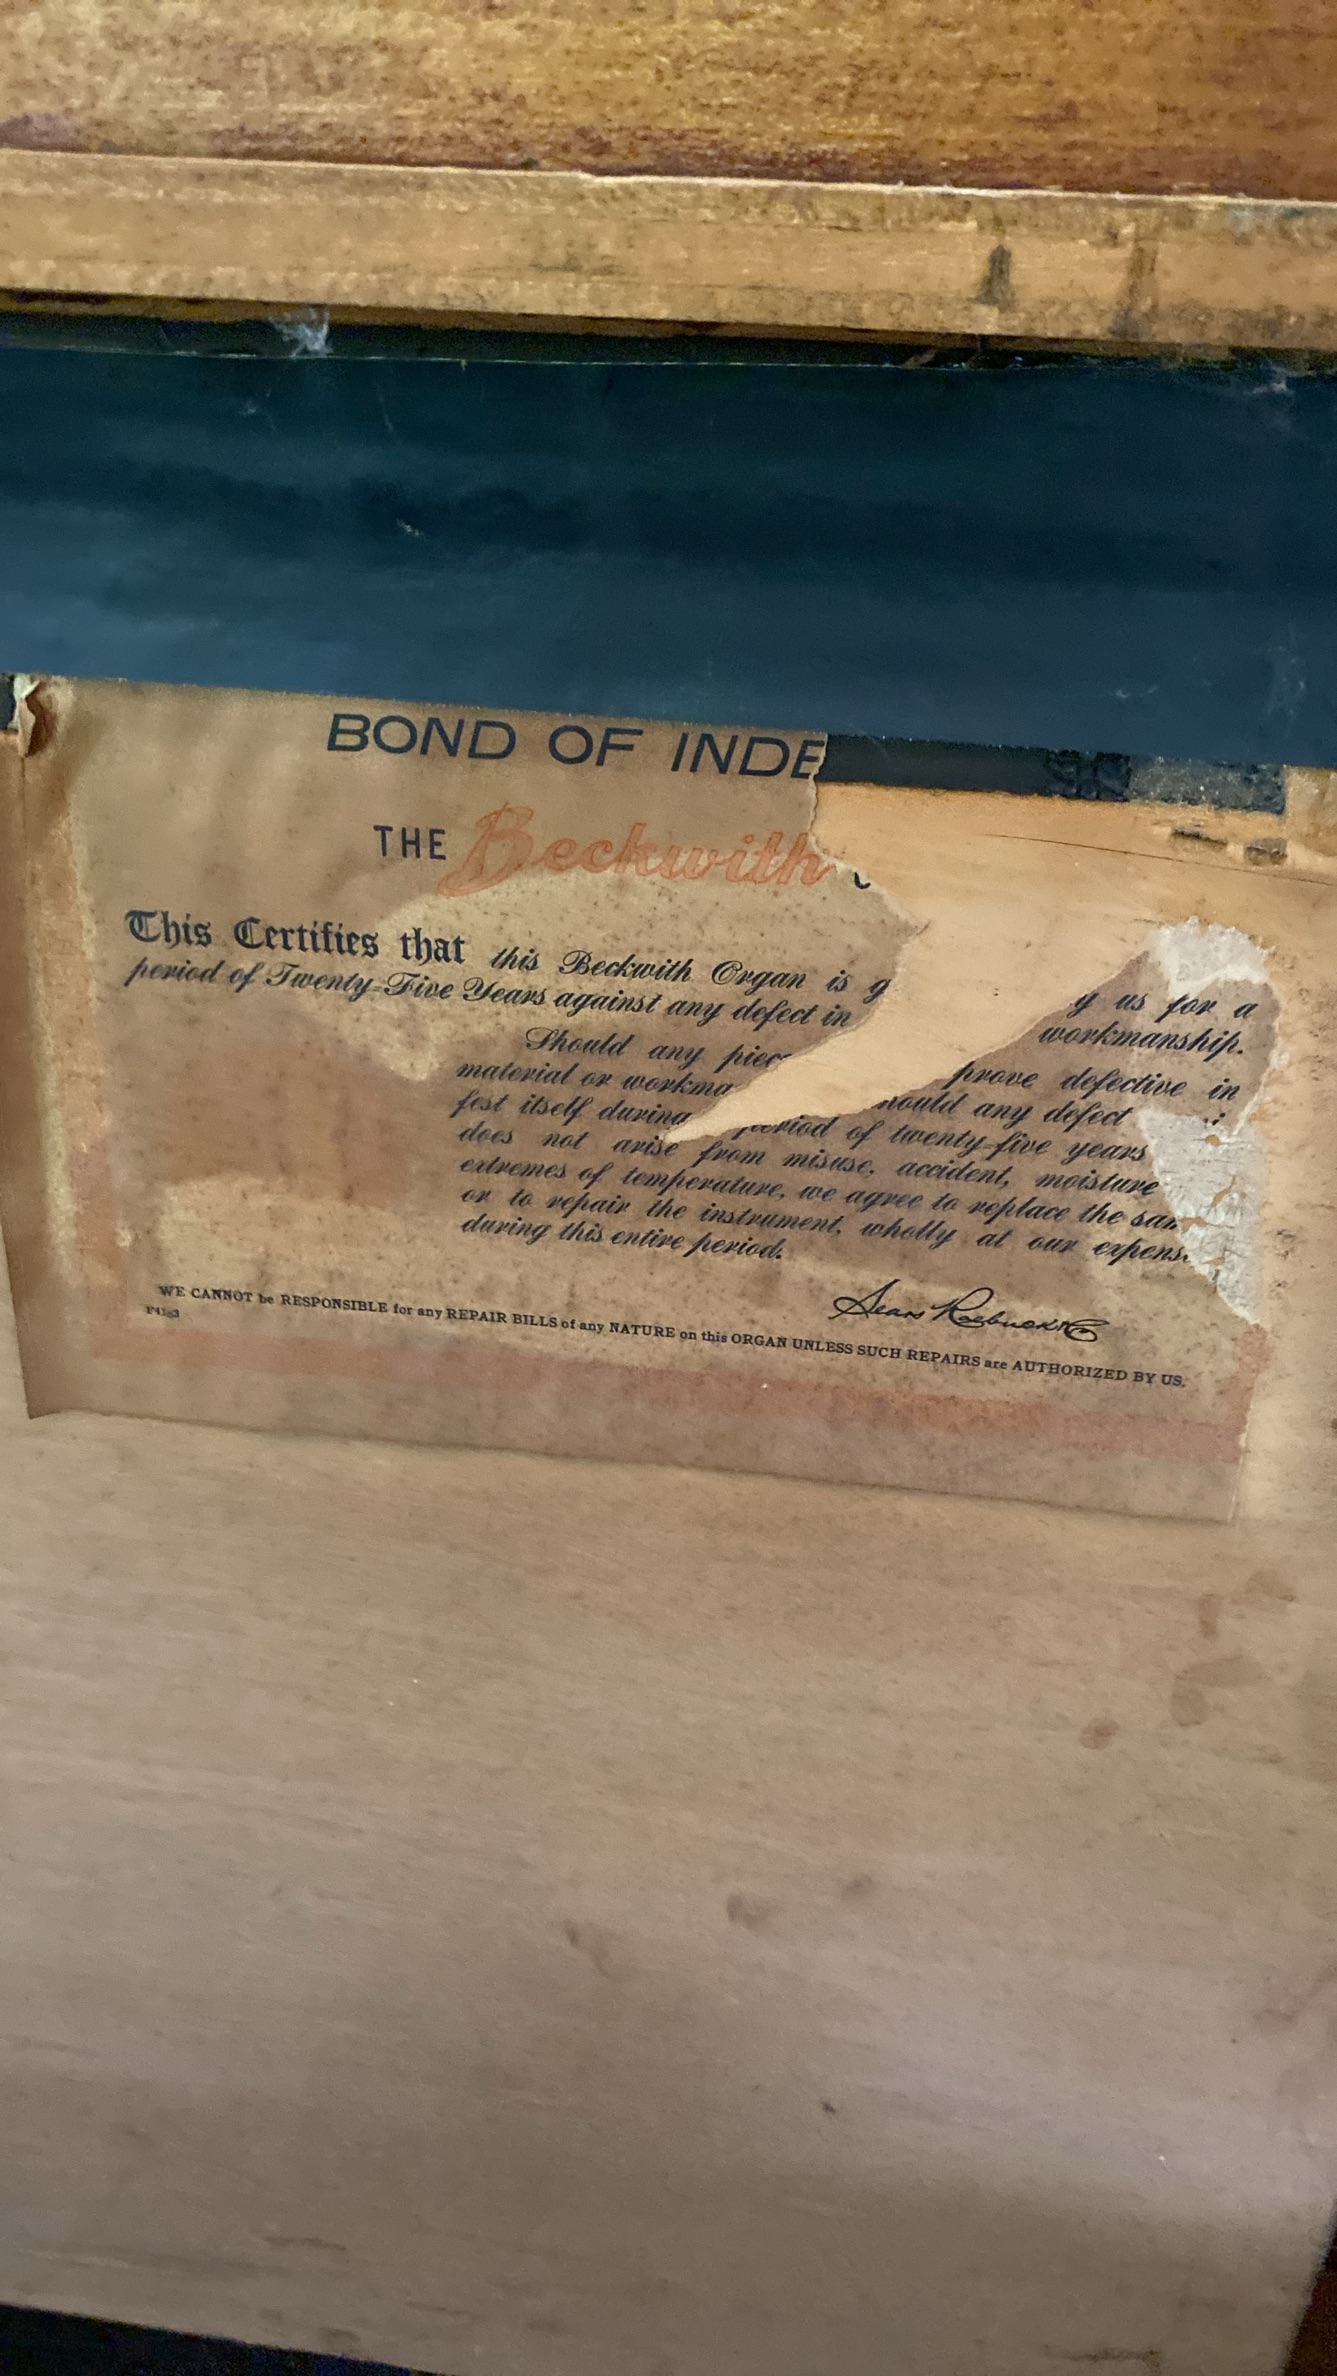 BOND OF INDE
THE Beckwith
This Certifies that this Beckwith Organ is g y us for a
period of Twenty-Five Years against any defect in workmanship.
Should any piec prove defective in
material or workma hould any defect
fest itself during period of twenty-five years
does not arise from misuse, accident, moisture
extremes of temperature, we agree to replace the sam
or to repair the instrument, wholly at our expens
during this entire period.
Sears Roebuck & Co
WE CANNOT be RESPONSIBLE for any REPAIR BILLS of any NATURE on this ORGAN UNLESS SUCH REPAIRS are AUTHORIZED BY US.